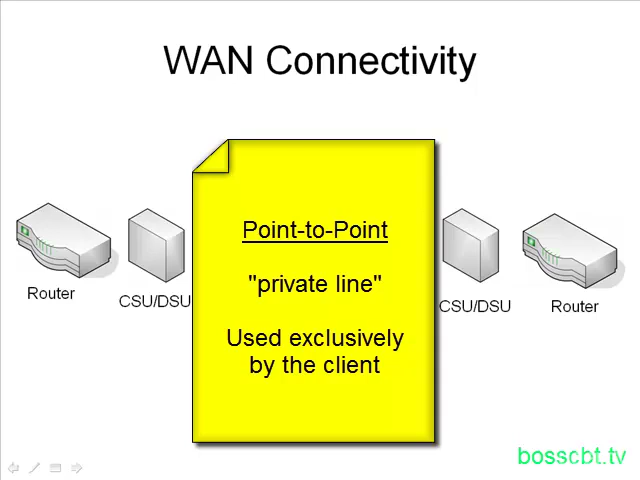 WAN Connectivity
Point-to-Point
"private line"
Used exclusively
by the client
Router
CSU/DSU
CSU/DSU
Router
bosscbt.tv